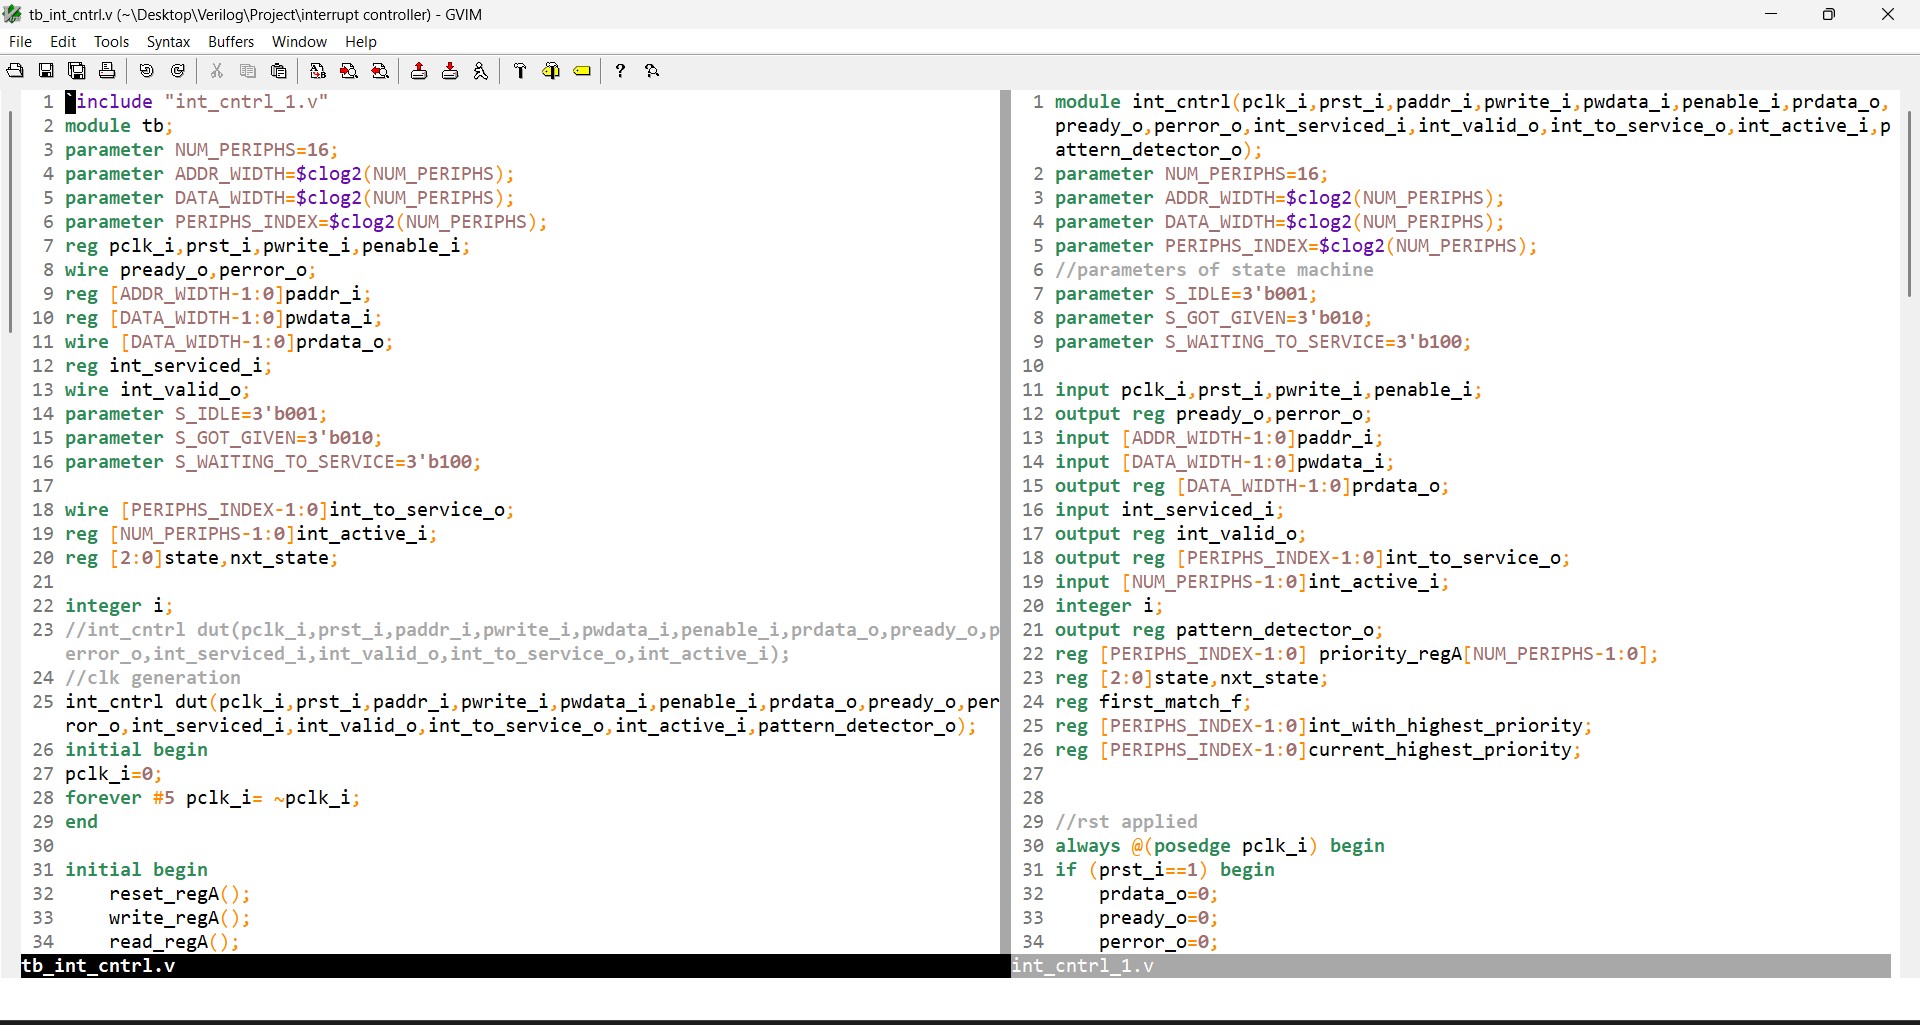 tb_int_cntrl.v (~\Desktop\Verilog\Project\interrupt controller) - GVIM
File Edit Tools Syntax Buffers Window Help
1 `include "int_cntrl_1.v"
2 module tb;
3 parameter NUM_PERIPHS=16;
4 parameter ADDR_WIDTH=$clog2(NUM_PERIPHS);
5 parameter DATA_WIDTH=$clog2(NUM_PERIPHS);
6 parameter PERIPHS_INDEX=$clog2(NUM_PERIPHS);
7 reg pclk_i,prst_i,pwrite_i,penable_i;
8 wire pready_o,perror_o;
9 reg [ADDR_WIDTH-1:0]paddr_i;
10 reg [DATA_WIDTH-1:0]pwdata_i;
11 wire [DATA_WIDTH-1:0]prdata_o;
12 reg int_serviced_i;
13 wire int_valid_o;
14 parameter S_IDLE=3'b001;
15 parameter S_GOT_GIVEN=3'b010;
16 parameter S_WAITING_TO_SERVICE=3'b100;
17
18 wire [PERIPHS_INDEX-1:0]int_to_service_o;
19 reg [NUM_PERIPHS-1:0]int_active_i;
20 reg [2:0]state,nxt_state;
21
22 integer i;
23 //int_cntrl dut(pclk_i,prst_i,paddr_i,pwrite_i,pwdata_i,penable_i,prdata_o,pready_o,p
error_o,int_serviced_i,int_valid_o,int_to_service_o,int_active_i);
24 //clk generation
25 int_cntrl dut(pclk_i,prst_i,paddr_i,pwrite_i,pwdata_i,penable_i,prdata_o,pready_o,per
ror_o,int_serviced_i,int_valid_o,int_to_service_o,int_active_i,pattern_detector_o);
26 initial begin
27 pclk_i=0;
28 forever #5 pclk_i= ~pclk_i;
29 end
30
31 initial begin
32 reset_regA();
33 write_regA();
34 read_regA();
tb_int_cntrl.v
1 module int_cntrl(pclk_i,prst_i,paddr_i,pwrite_i,pwdata_i,penable_i,prdata_o,
pready_o,perror_o,int_serviced_i,int_valid_o,int_to_service_o,int_active_i,p
attern_detector_o);
2 parameter NUM_PERIPHS=16;
3 parameter ADDR_WIDTH=$clog2(NUM_PERIPHS);
4 parameter DATA_WIDTH=$clog2(NUM_PERIPHS);
5 parameter PERIPHS_INDEX=$clog2(NUM_PERIPHS);
6 //parameters of state machine
7 parameter S_IDLE=3'b001;
8 parameter S_GOT_GIVEN=3'b010;
9 parameter S_WAITING_TO_SERVICE=3'b100;
10
11 input pclk_i,prst_i,pwrite_i,penable_i;
12 output reg pready_o,perror_o;
13 input [ADDR_WIDTH-1:0]paddr_i;
14 input [DATA_WIDTH-1:0]pwdata_i;
15 output reg [DATA_WIDTH-1:0]prdata_o;
16 input int_serviced_i;
17 output reg int_valid_o;
18 output reg [PERIPHS_INDEX-1:0]int_to_service_o;
19 input [NUM_PERIPHS-1:0]int_active_i;
20 integer i;
21 output reg pattern_detector_o;
22 reg [PERIPHS_INDEX-1:0] priority_regA[NUM_PERIPHS-1:0];
23 reg [2:0]state,nxt_state;
24 reg first_match_f;
25 reg [PERIPHS_INDEX-1:0]int_with_highest_priority;
26 reg [PERIPHS_INDEX-1:0]current_highest_priority;
27
28
29 //rst applied
30 always @(posedge pclk_i) begin
31 if (prst_i==1) begin
32 prdata_o=0;
33 pready_o=0;
34 perror_o=0;
int_cntrl_1.v